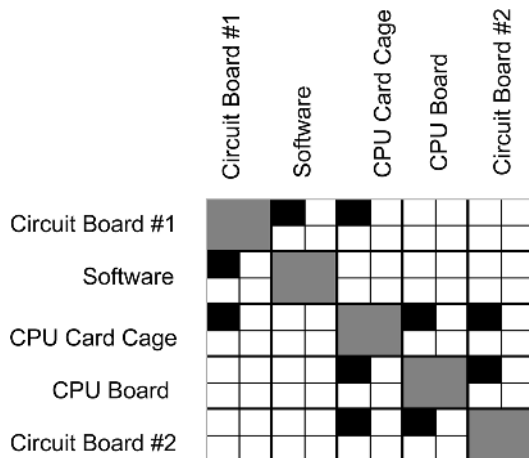 Circuit Board #1
Software
CPU Card Cage
CPU Board
Circuit Board #2
Circuit Board #1
Software
CPU Card Cage
CPU Board
Circuit Board #2